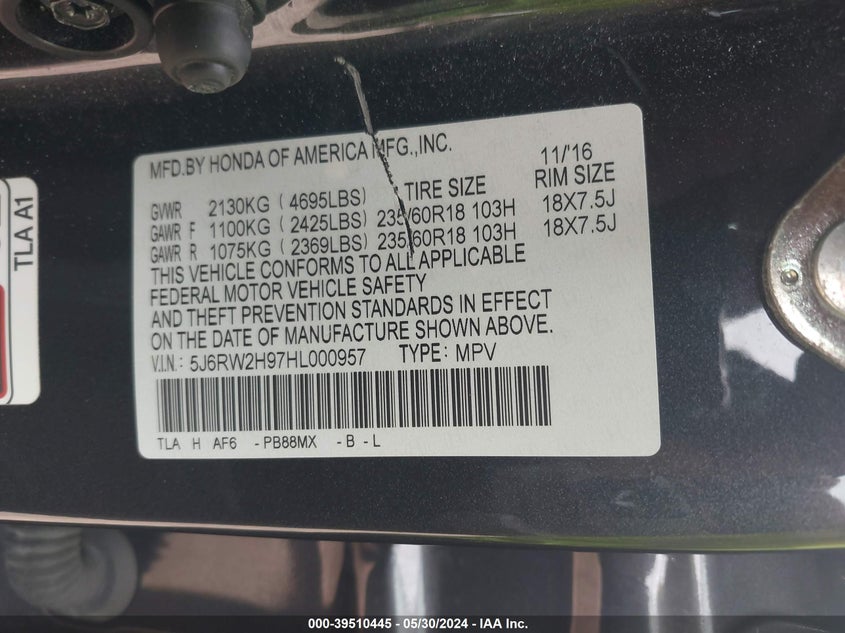 MFD.BY HONDA OF AMERICA MFG.,INC. 11/'16
GVWR 2130KG ( 4695LBS) TIRE SIZE RIM SIZE
GAWR F 1100KG ( 2425LBS) 235/60R18 103H 18X7.5J
GAWR R 1075KG ( 2369LBS) 235/60R18 103H 18X7.5J
THIS VEHICLE CONFORMS TO ALL APPLICABLE
FEDERAL MOTOR VEHICLE SAFETY
AND THEFT PREVENTION STANDARDS IN EFFECT
ON THE DATE OF MANUFACTURE SHOWN ABOVE.
V.I.N.: 5J6RW2H97HL000957 TYPE: MPV
TLA H AF6 -PB88MX -B -L
TLA A1
000-39510445 - 05/30/2024 - IAA Inc.